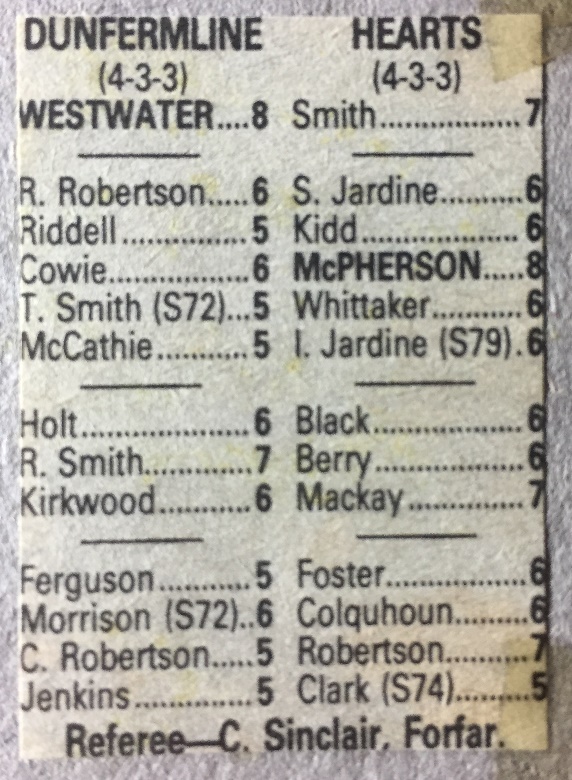 DUNFERMLINE HEARTS
(4-3-3) (4-3-3)
WESTWATER....8 Smith..................7
R. Robertson.....6 S. Jardine..........6
Riddell................5 Kidd....................6
Cowie..................6 McPHERSON.....8
T. Smith (S72)...5 Whittaker...........6
McCathie...........5 I. Jardine (S79).6
Holt.....................6 Black...................6
R. Smith.............7 Berry...................6
Kirkwood...........6 Mackay...............7
Ferguson...........5 Foster..................6
Morrison (S72)..6 Colquhoun.........6
C. Robertson.....5 Robertson..........7
Jenkins..............5 Clark (S74).........5
Referee—C. Sinclair, Forfar.